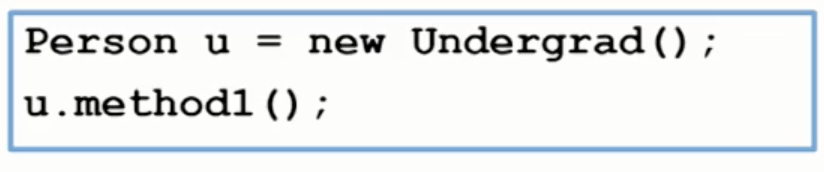 Person u = new Undergrad();
u.method1();